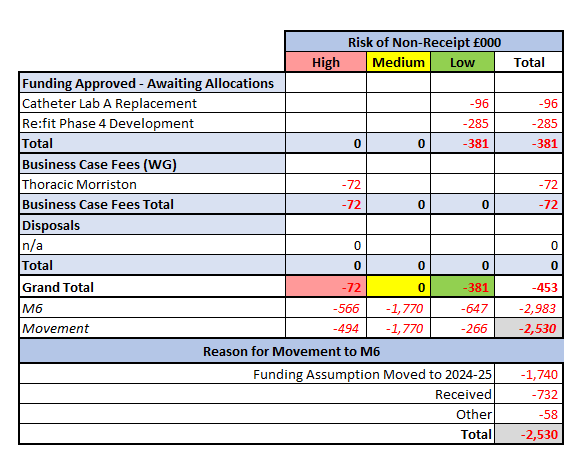 Risk of Non-Receipt £000
High Medium Low Total
Funding Approved - Awaiting Allocations
Catheter Lab A Replacement -96 -96
Re:fit Phase 4 Development -285 -285
Total 0 0 -381 -381
Business Case Fees (WG)
Thoracic Morriston -72 -72
Business Case Fees Total -72 0 0 -72
Disposals
n/a 0 0
Total 0 0 0 0
Grand Total -72 0 -381 -453
M6 -566 -1,770 -647 -2,983
Movement -494 -1,770 -266 -2,530
Reason for Movement to M6
Funding Assumption Moved to 2024-25 -1,740
Received -732
Other -58
Total -2,530